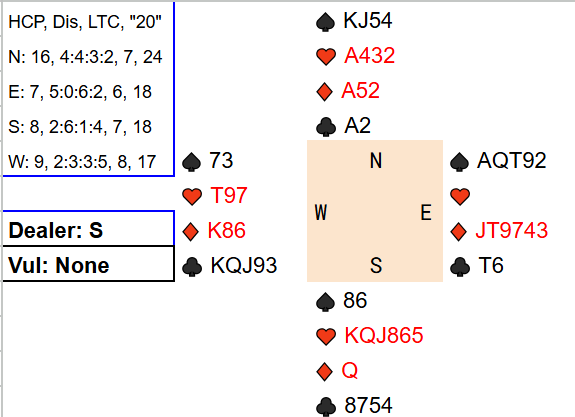 HCP, Dis, LTC, "20"
N: 16, 4:4:3:2, 7, 24
E: 7, 5:0:6:2, 6, 18
S: 8, 2:6:1:4, 7, 18
W: 9, 2:3:3:5, 8, 17
Dealer: S
Vul: None
♠ KJ54
♥ A432
♦ A52
♣ A2
♠ 73
♥ T97
♦ K86
♣ KQJ93
N
W E
S
♠ AQT92
♥
♦ JT9743
♣ T6
♠ 86
♥ KQJ865
♦ Q
♣ 8754